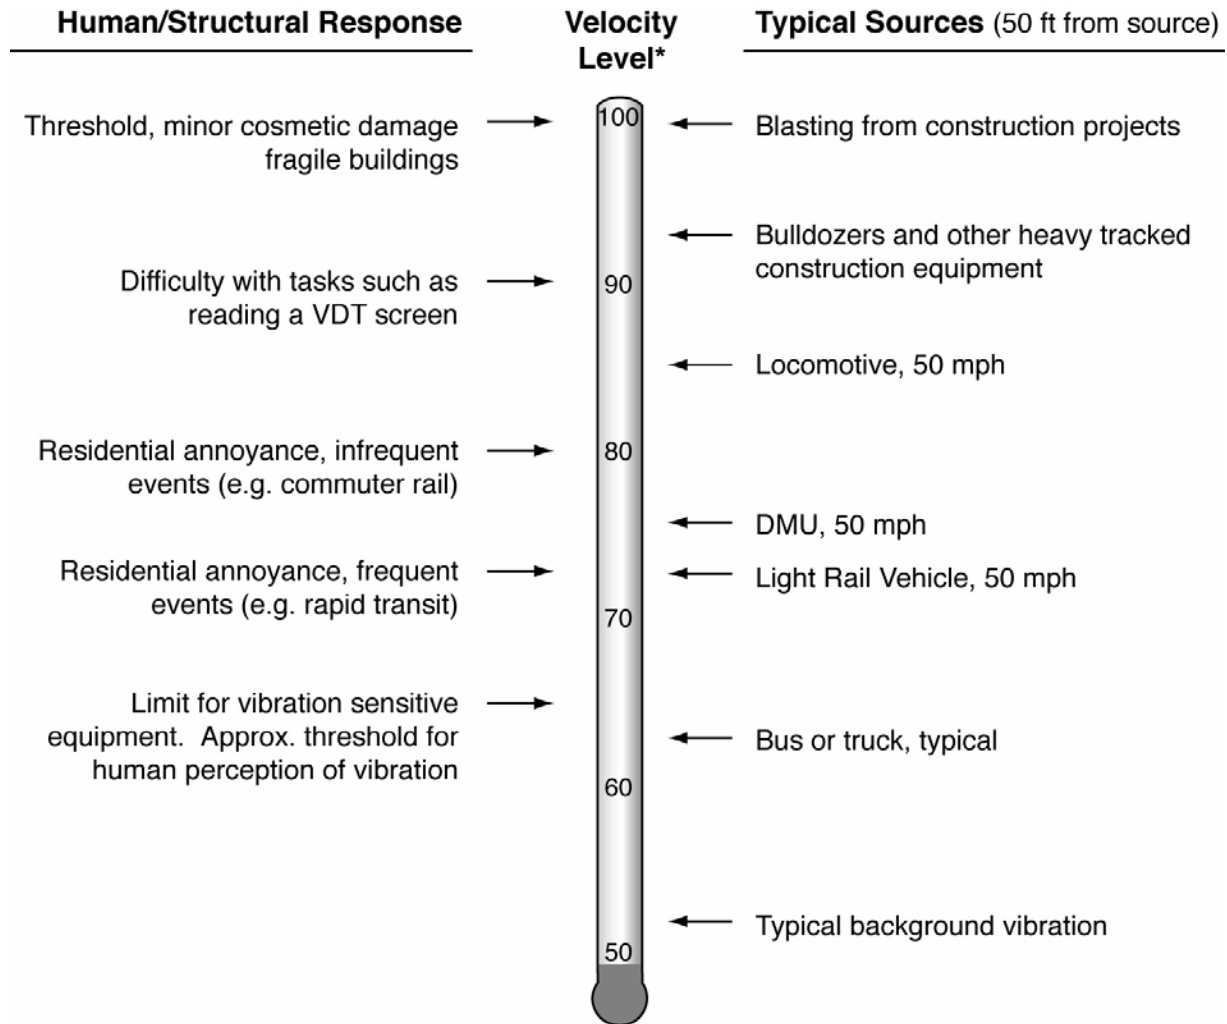 Human/Structural Response
Velocity
Level*
Typical Sources (50 ft from source)
Threshold, minor cosmetic damage
fragile buildings
100
Blasting from construction projects
Bulldozers and other heavy tracked
construction equipment
Difficulty with tasks such as
reading a VDT screen
90
Locomotive, 50 mph
Residential annoyance, infrequent
events (e.g. commuter rail)
80
DMU, 50 mph
Residential annoyance, frequent
events (e.g. rapid transit)
Light Rail Vehicle, 50 mph
70
Limit for vibration sensitive
equipment.  Approx. threshold for
human perception of vibration
Bus or truck, typical
60
Typical background vibration
50